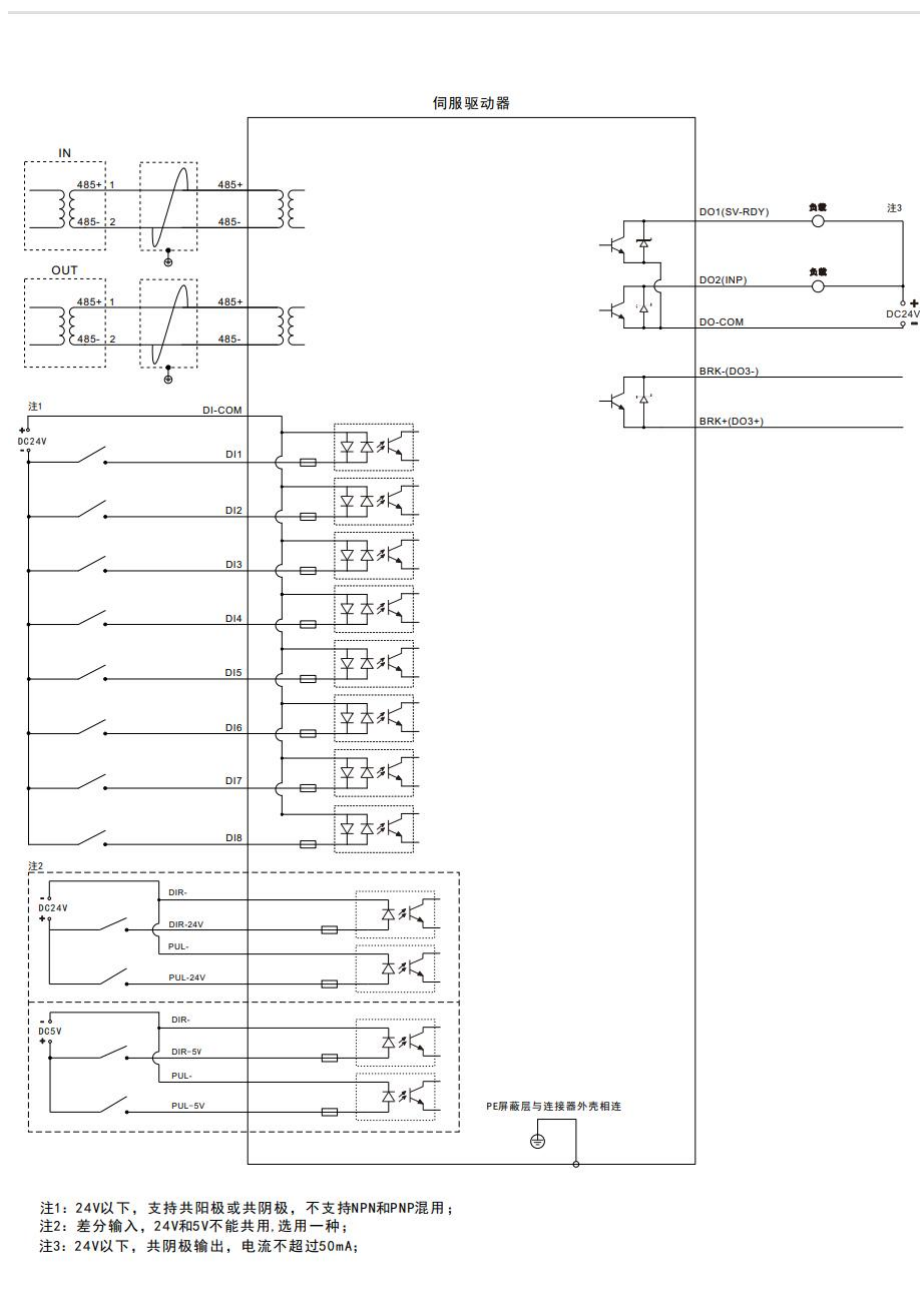 伺服驱动器
IN
485+ 1 485+
485- 2 485-
OUT
485+ 1 485+
485- 2 485-
DO1(SV-RDY) 负载 注3
DO2(INP) 负载
+
DC24V
-
DO-COM
BRK-(DO3-)
BRK+(DO3+)
注1
DI-COM
+
DC24V
-
DI1
DI2
DI3
DI4
DI5
DI6
DI7
DI8
注2
-
DC24V
+
DIR-
DIR-24V
PUL-
PUL-24V
-
DC5V
+
DIR-
DIR-5V
PUL-
PUL-5V
PE屏蔽层与连接器外壳相连
注1: 24V以下, 支持共阳极或共阴极, 不支持NPN和PNP混用;
注2: 差分输入, 24V和5V不能共用,选用一种;
注3: 24V以下, 共阴极输出, 电流不超过50mA;